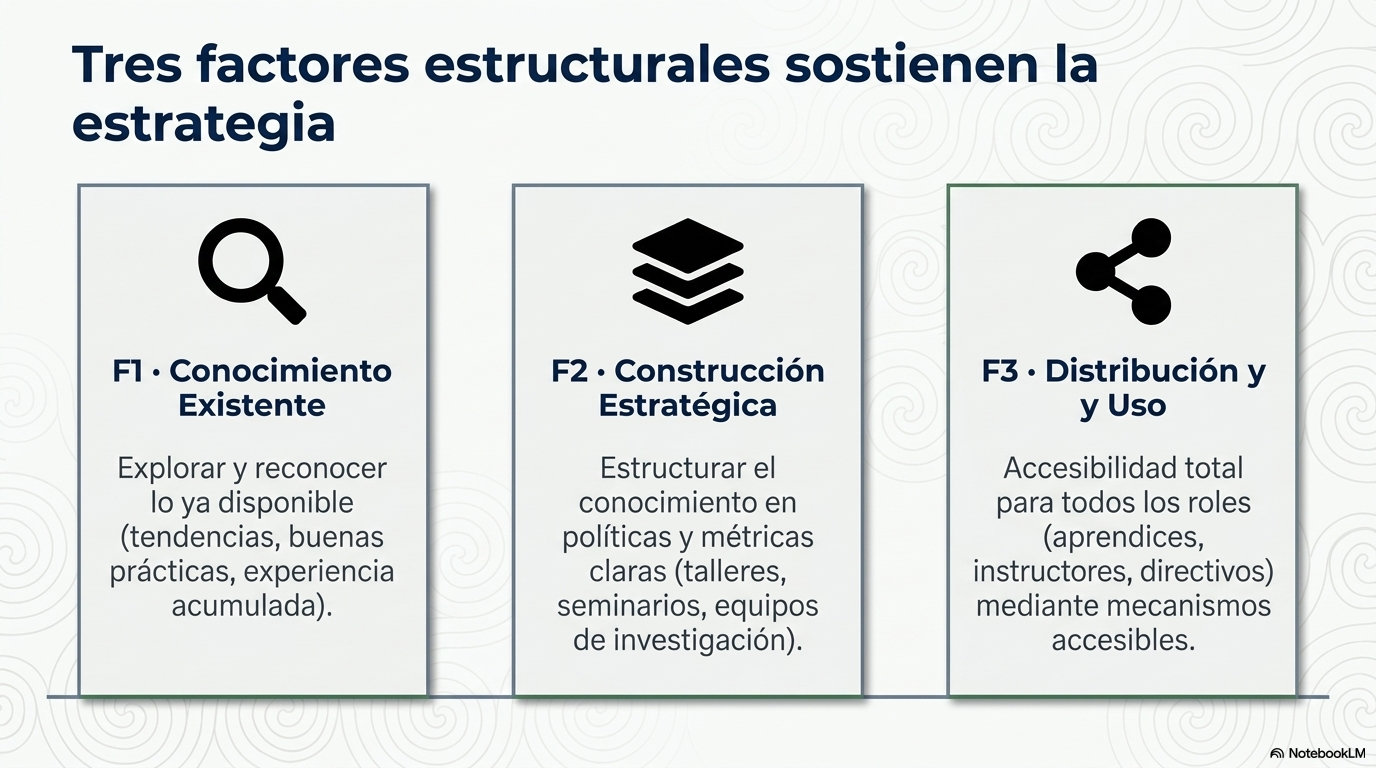 Tres factores estructurales sostienen la
estrategia
F1 · Conocimiento
Existente
Explorar y reconocer
lo ya disponible
(tendencias, buenas
prácticas, experiencia
acumulada).
F2 · Construcción
Estratégica
Estructurar el
conocimiento en
políticas y métricas
claras (talleres,
seminarios, equipos
de investigación).
F3 · Distribución y
y Uso
Accesibilidad total
para todos los roles
(aprendices,
instructores, directivos)
mediante mecanismos
accesibles.
NotebookLM